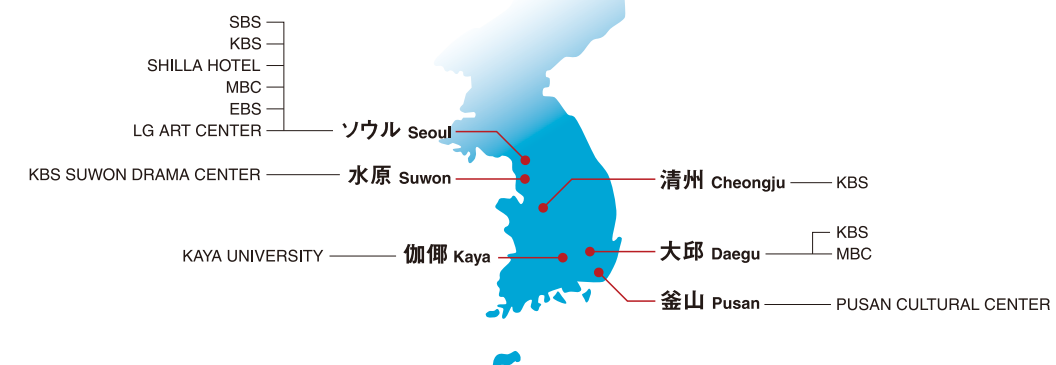 SBS
KBS
SHILLA HOTEL
MBC
EBS
LG ART CENTER
ソウル Seoul
KBS SUWON DRAMA CENTER
水原 Suwon
清州 Cheongju
KBS
KAYA UNIVERSITY
伽倻 Kaya
大邱 Daegu
KBS
MBC
釜山 Pusan
PUSAN CULTURAL CENTER